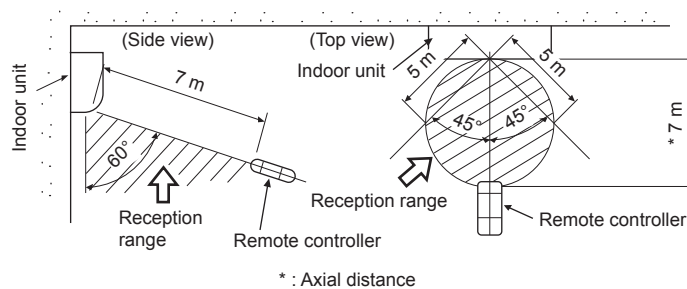 (Side view)
Indoor unit
7 m
60°
Reception
range
Remote controller
(Top view)
Indoor unit
5 m
5 m
45°
45°
* 7 m
Reception range
Remote controller
* : Axial distance